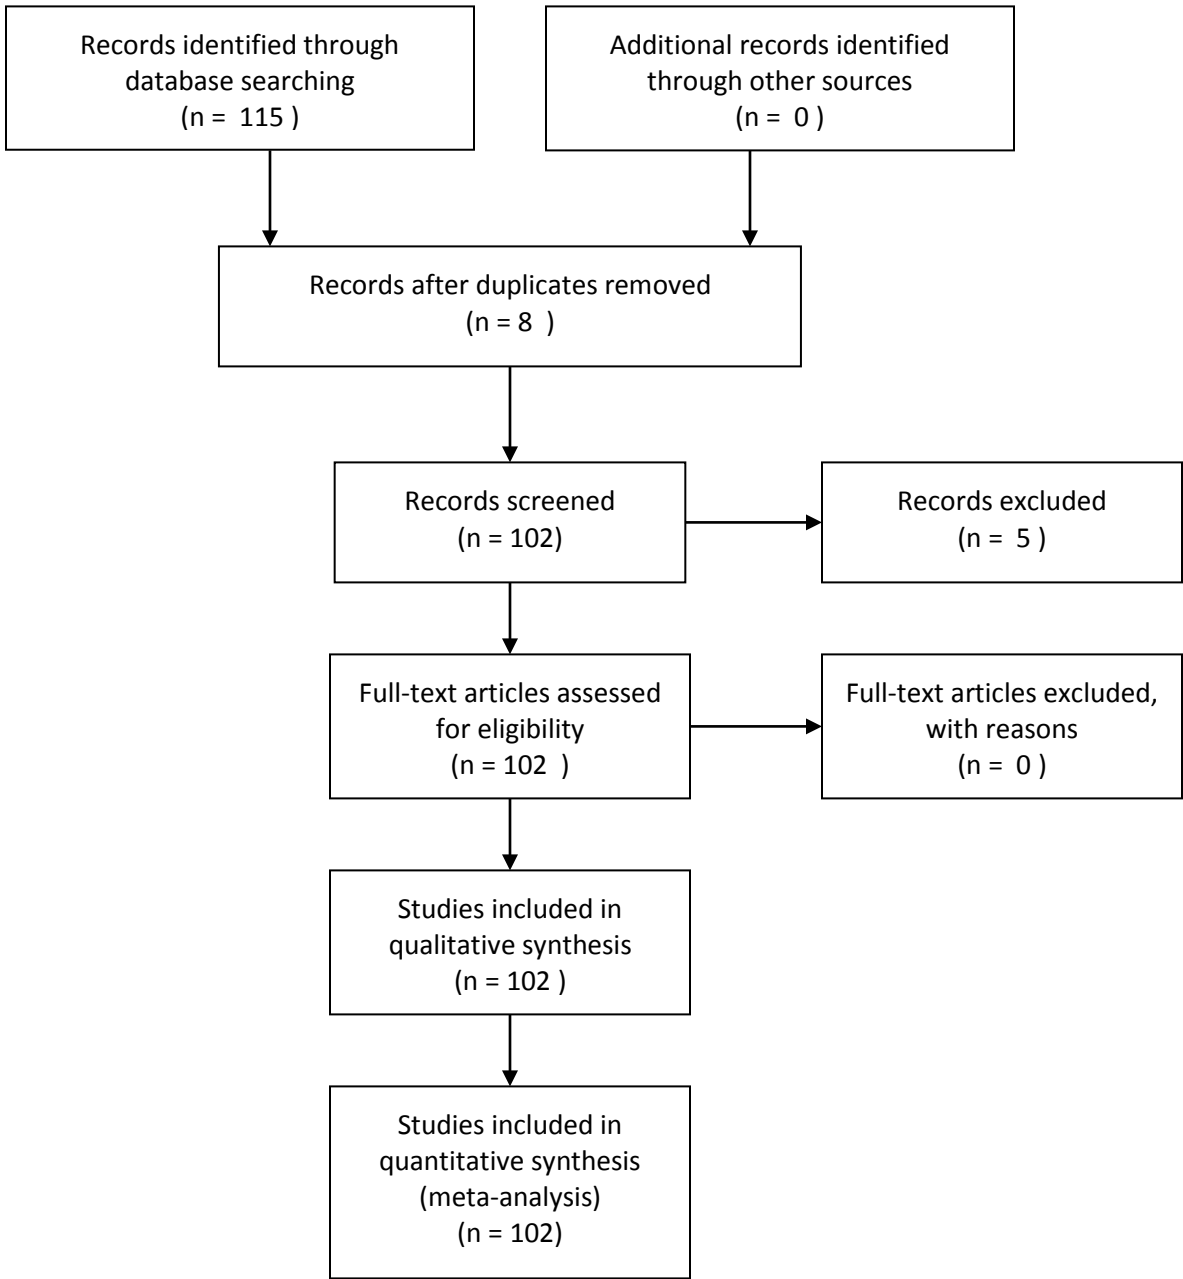 Records identified through
database searching
(n =  115 )
Additional records identified
through other sources
(n =  0 )
Records after duplicates removed
(n = 8  )
Records screened
(n = 102)
Records excluded
(n =  5 )
Full-text articles assessed
for eligibility
(n = 102  )
Full-text articles excluded,
with reasons
(n =  0 )
Studies included in
qualitative synthesis
(n = 102 )
Studies included in
quantitative synthesis
(meta-analysis)
(n = 102)